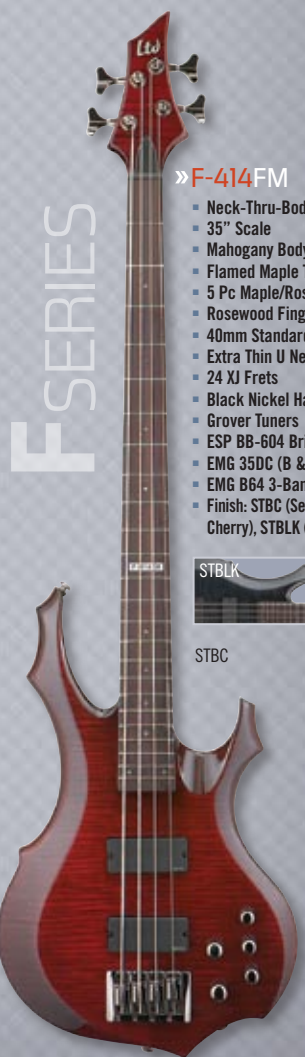 Ltd
F SERIES
»F-414FM
Neck-Thru-Bod
35” Scale
Mahogany Body
Flamed Maple T
5 Pc Maple/Ros
Rosewood Fing
40mm Standard
Extra Thin U Ne
24 XJ Frets
Black Nickel Ha
Grover Tuners
ESP BB-604 Bri
EMG 35DC (B &
EMG B64 3-Ban
Finish: STBC (Se
Cherry), STBLK (
STBLK
STBC